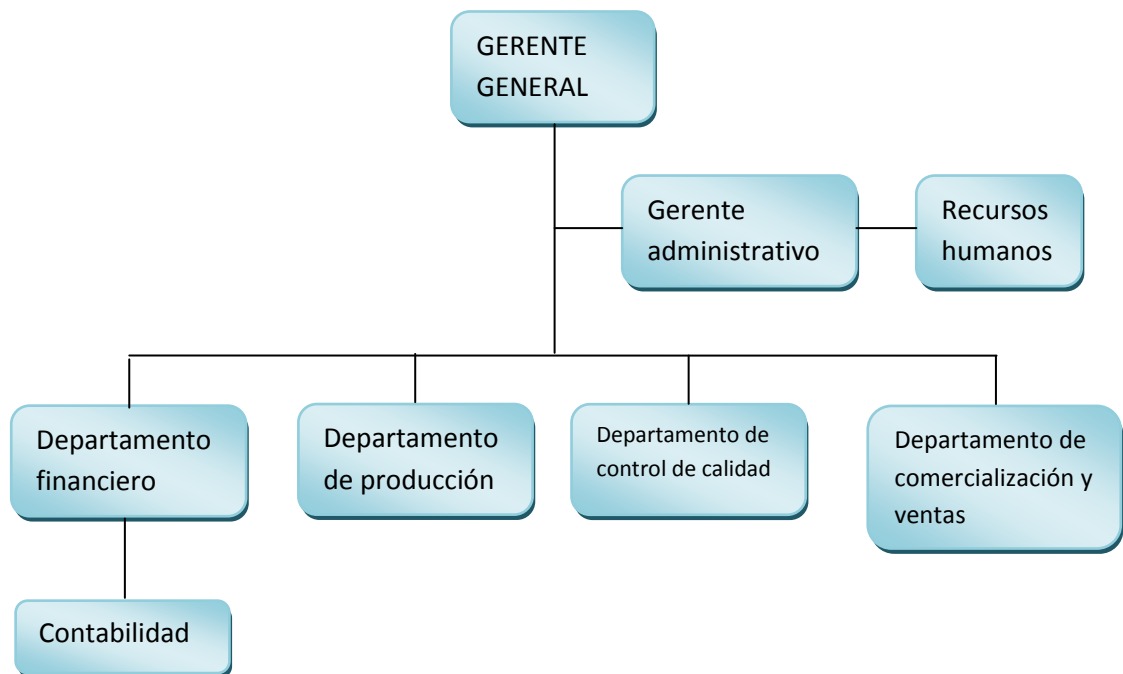 GERENTE
GENERAL
Gerente
administrativo
Recursos
humanos
Departamento
financiero
Departamento
de producción
Departamento de
control de calidad
Departamento de
comercialización y
ventas
Contabilidad